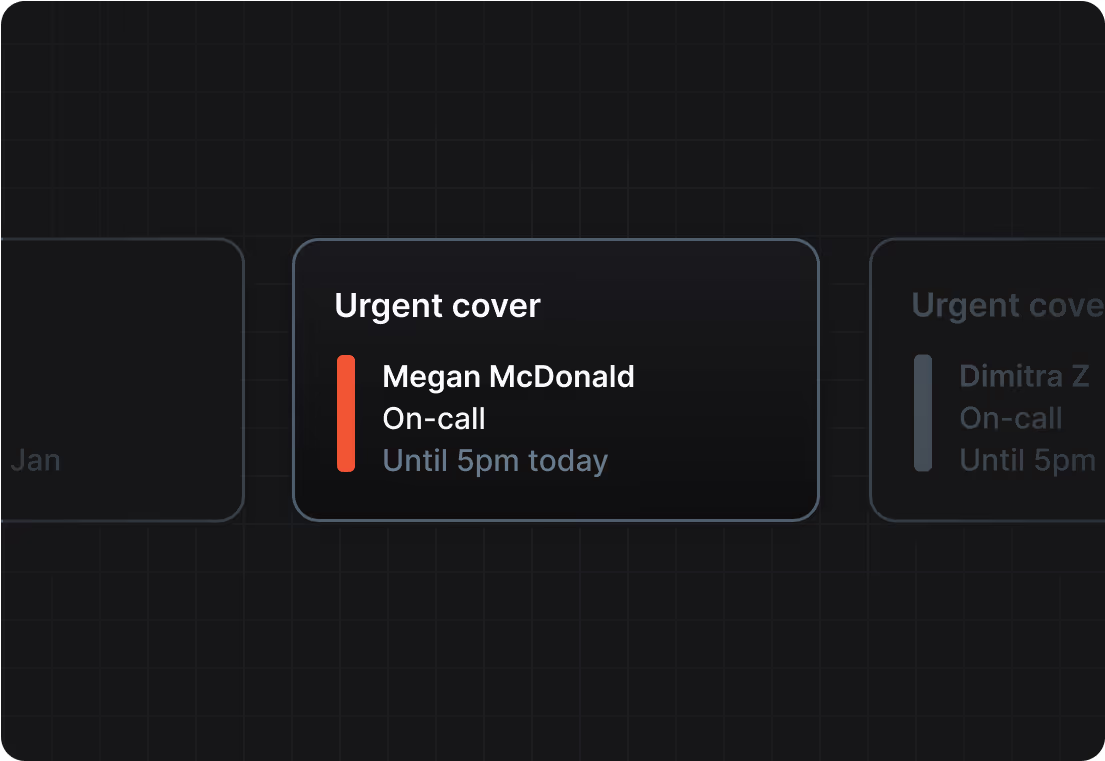 Jan
Urgent cover
Megan McDonald
On-call
Until 5pm today
Urgent cove
Dimitra Z
On-call
Until 5pm